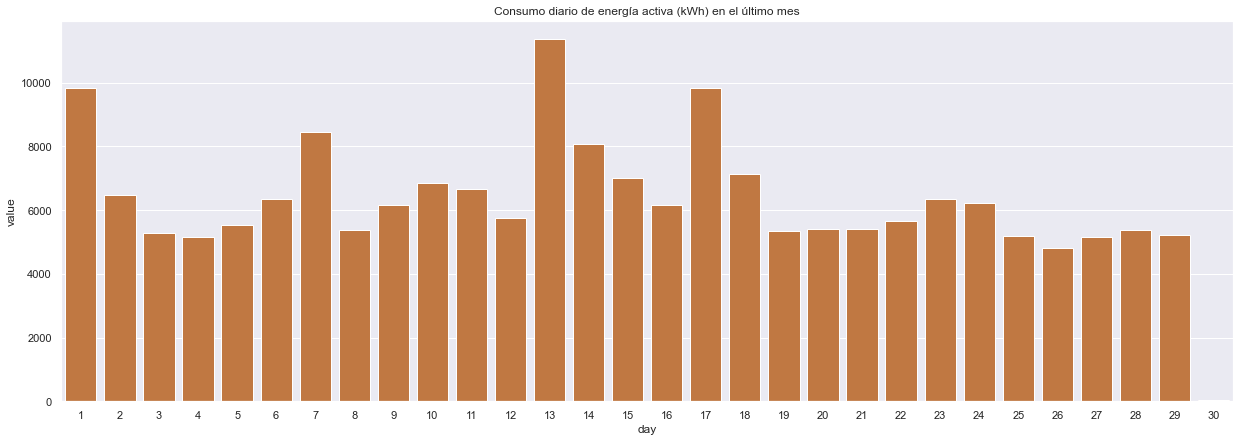 Consumo diario de energía activa (kWh) en el último mes
value
10000
8000
6000
4000
2000
0
1 2 3 4 5 6 7 8 9 10 11 12 13 14 15 16 17 18 19 20 21 22 23 24 25 26 27 28 29 30
day